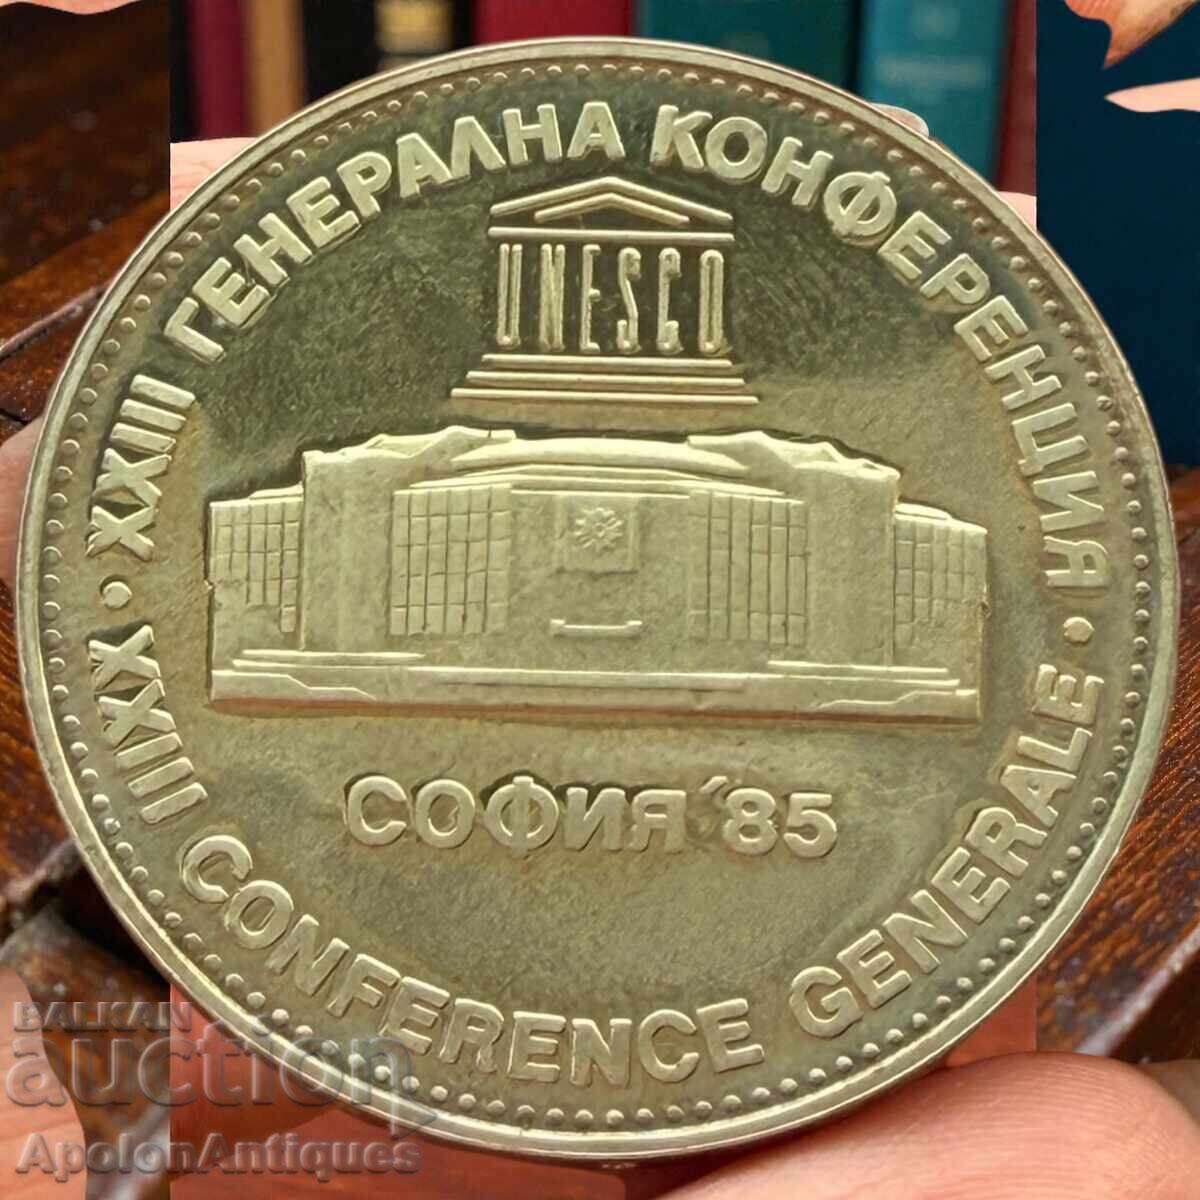 XXIII ГЕНЕРАЛНА КОНФЕРЕНЦИЯ
UNESCO
СОФИЯ '85
XXIII CONFERENCE GENERALE
BALKAN
auction
ApolonAntiques